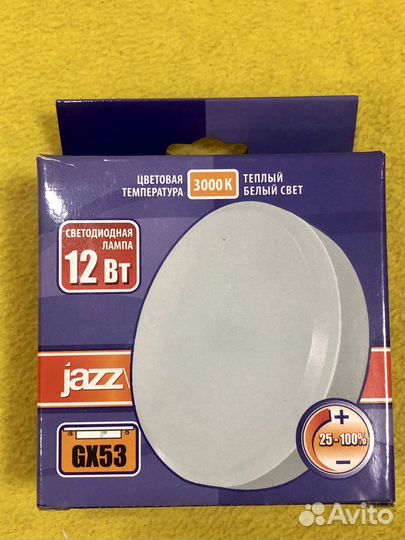 ЦВЕТОВАЯ
ТЕМПЕРАТУРА
3000 К
ТЕПЛЫЙ
БЕЛЫЙ СВЕТ
СВЕТОДИОДНАЯ
ЛАМПА
12 Вт
jazz
GX53
+
25-100%
−
Avito